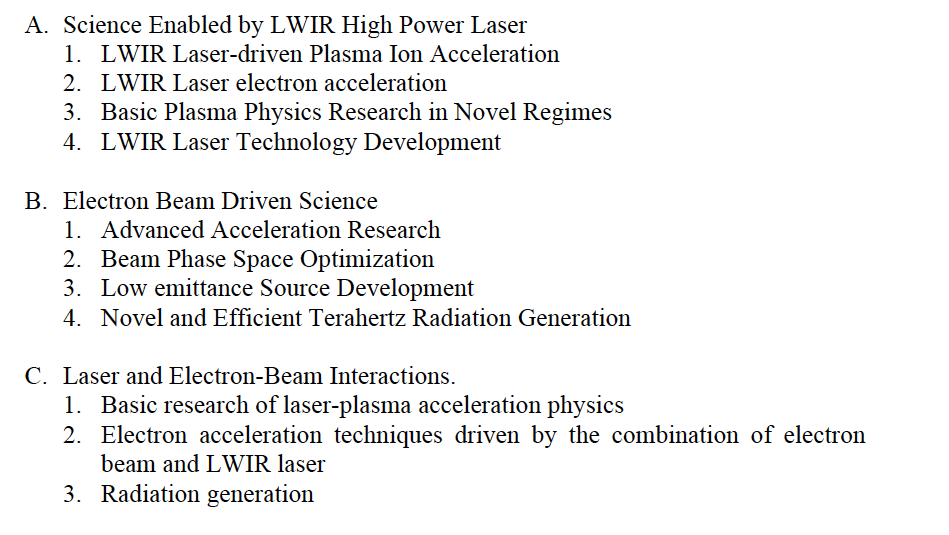 A. Science Enabled by LWIR High Power Laser
1. LWIR Laser-driven Plasma Ion Acceleration
2. LWIR Laser electron acceleration
3. Basic Plasma Physics Research in Novel Regimes
4. LWIR Laser Technology Development
B. Electron Beam Driven Science
1. Advanced Acceleration Research
2. Beam Phase Space Optimization
3. Low emittance Source Development
4. Novel and Efficient Terahertz Radiation Generation
C. Laser and Electron-Beam Interactions.
1. Basic research of laser-plasma acceleration physics
2. Electron acceleration techniques driven by the combination of electron
beam and LWIR laser
3. Radiation generation